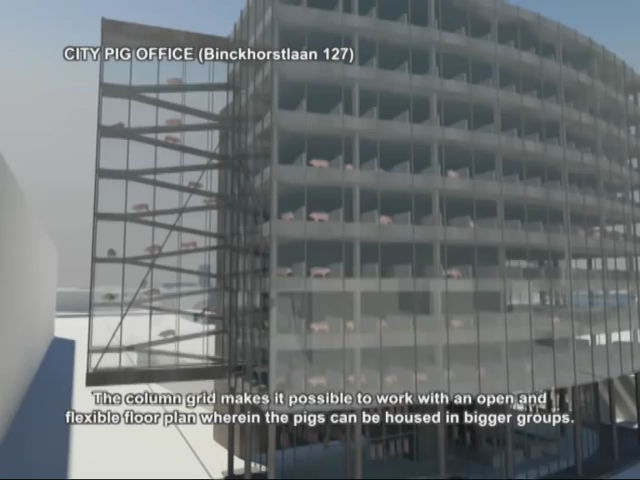 CITY PIG OFFICE (Binckhorstlaan 127)
The column grid makes it possible to work with an open and
flexible floor plan wherein the pigs can be housed in bigger groups.